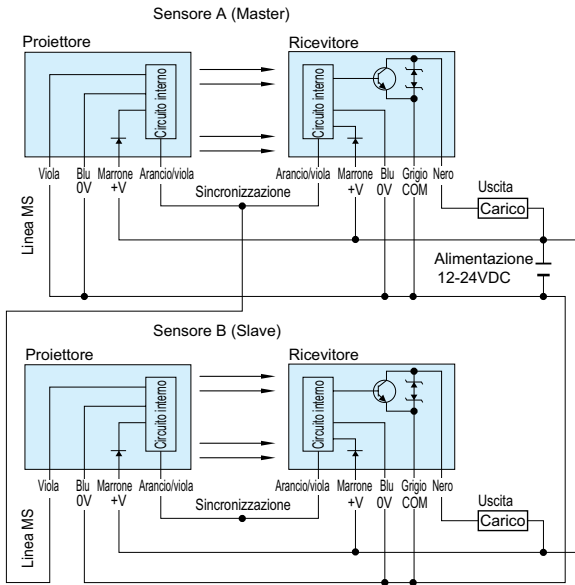 Sensore A (Master)
Proiettore
Ricevitore
Circuito interno
Circuito interno
Viola
Blu
0V
Marrone
+V
Arancio/viola
Arancio/viola
Marrone
+V
Blu
0V
Grigio
COM
Nero
Uscita
Carico
Sincronizzazione
Linea MS
Alimentazione
12-24VDC
Sensore B (Slave)
Proiettore
Ricevitore
Circuito interno
Circuito interno
Viola
Blu
0V
Marrone
+V
Arancio/viola
Arancio/viola
Marrone
+V
Blu
0V
Grigio
COM
Nero
Uscita
Carico
Sincronizzazione
Linea MS